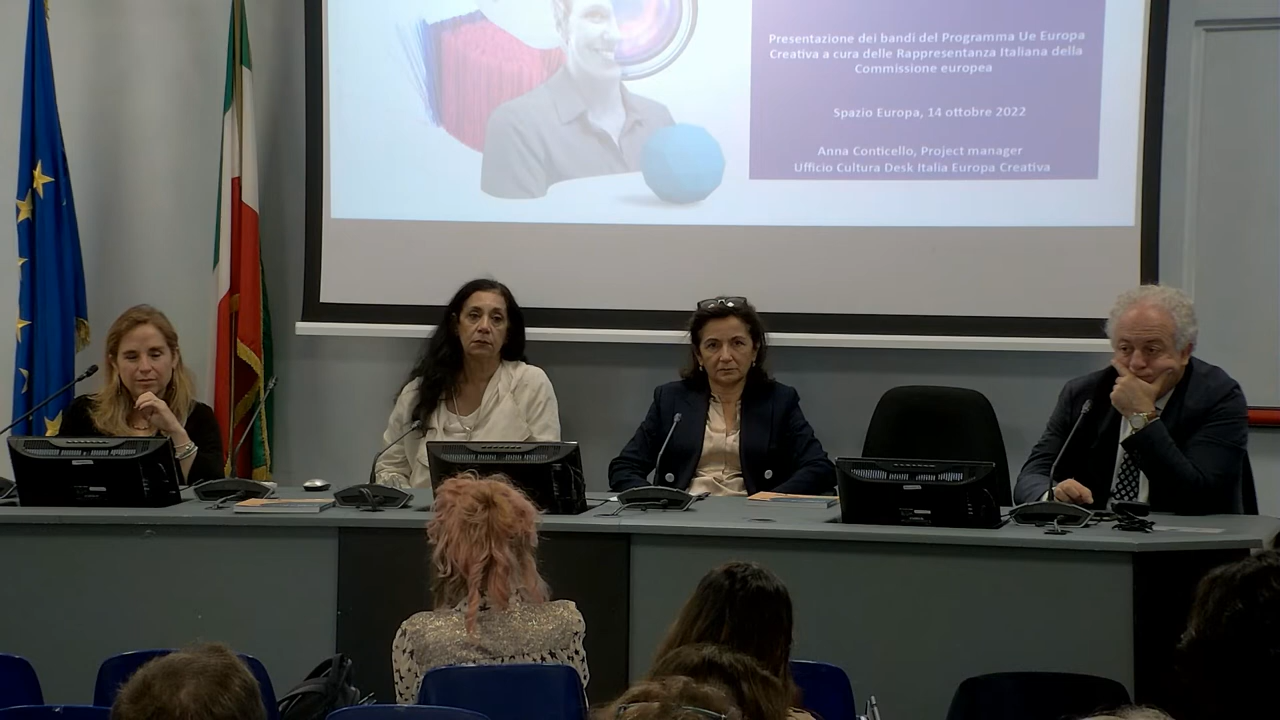 Presentazione dei bandi del Programma Ue Europa
Creativa a cura delle Rappresentanza Italiana della
Commissione europea
Spazio Europa, 14 ottobre 2022
Anna Conticello, Project manager
Ufficio Cultura Desk Italia Europa Creativa